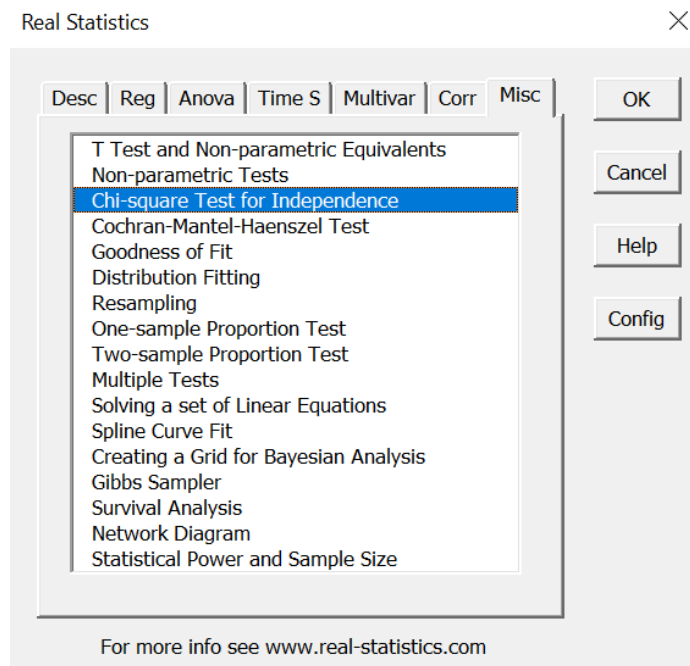 Real Statistics
Desc Reg Anova Time S Multivar Corr Misc
T Test and Non-parametric Equivalents
Non-parametric Tests
Chi-square Test for Independence
Cochran-Mantel-Haenszel Test
Goodness of Fit
Distribution Fitting
Resampling
One-sample Proportion Test
Two-sample Proportion Test
Multiple Tests
Solving a set of Linear Equations
Spline Curve Fit
Creating a Grid for Bayesian Analysis
Gibbs Sampler
Survival Analysis
Network Diagram
Statistical Power and Sample Size
OK
Cancel
Help
Config
For more info see www.real-statistics.com